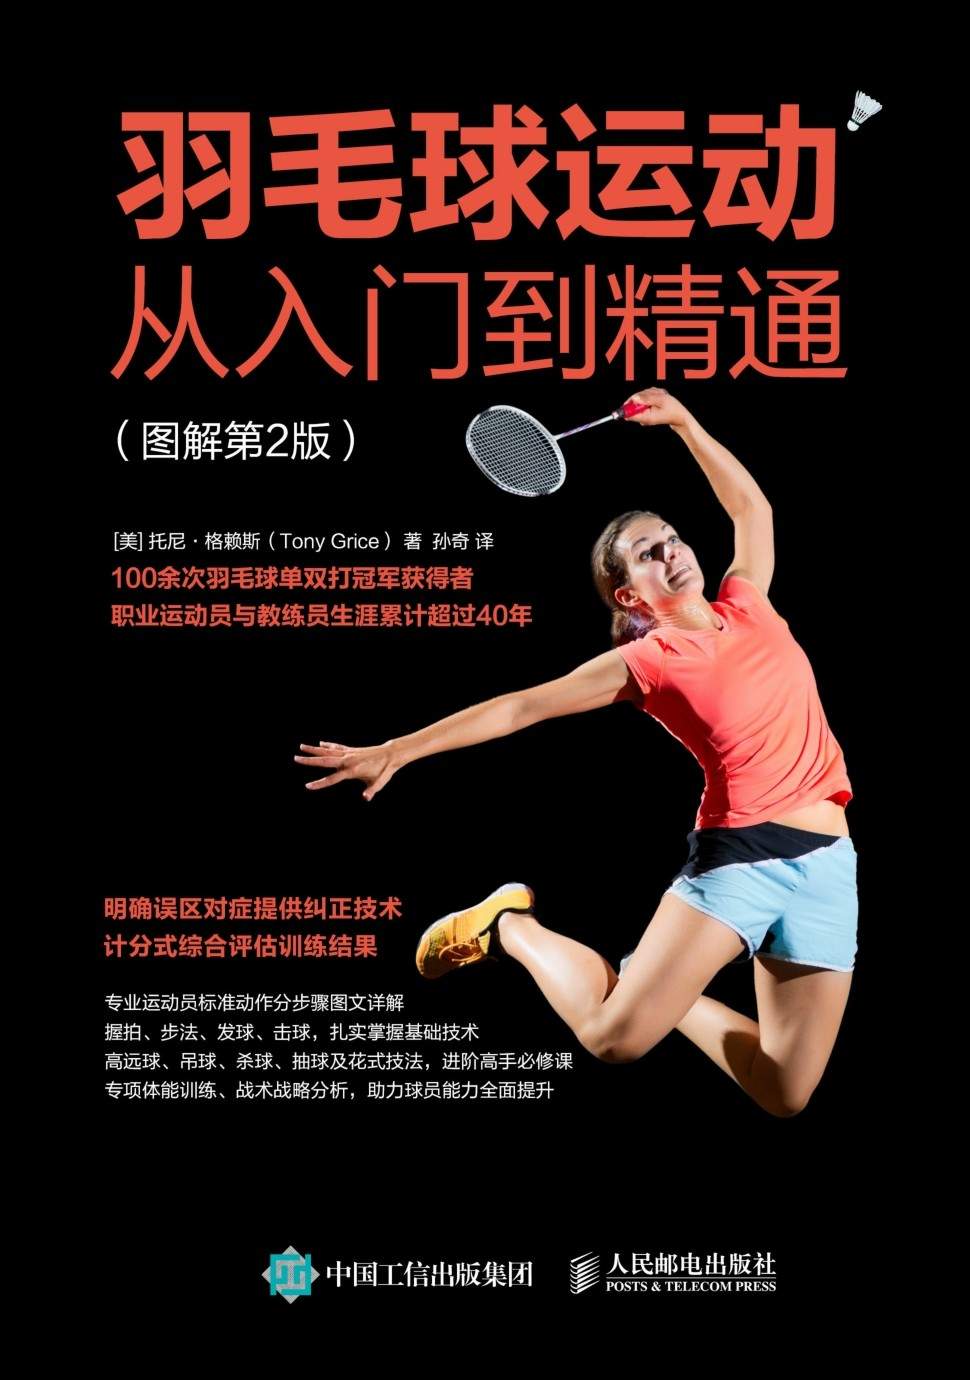 羽毛球运动
从入门到精通
（图解第2版）
[美] 托尼·格赖斯（Tony Grice） 著 孙奇 译
100余次羽毛球单双打冠军获得者
职业运动员与教练员生涯累计超过40年
明确误区对症提供纠正技术
计分式综合评估训练结果
专业运动员标准动作分步骤图文详解
握拍、步法、发球、击球，扎实掌握基础技术
高远球、吊球、杀球、抽球及花式技法，进阶高手必修课
专项体能训练、战术战略分析，助力球员能力全面提升
中国工信出版集团
人民邮电出版社
POSTS & TELECOM PRESS